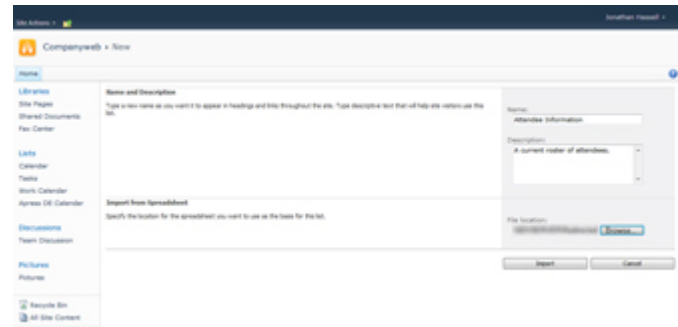 Site Actions
Jonathan Hassell
Companyweb › New
Home
Libraries
Site Pages
Shared Documents
Fax Center
Lists
Calendar
Tasks
Work Calendar
Apress DE Calendar
Discussions
Team Discussion
Pictures
Pictures
Recycle Bin
All Site Content
Name and Description
Type a new name as you want it to appear in headings and links throughout the site. Type descriptive text that will help site visitors use this
list.
Name:
Attendee Information
Description:
A current roster of attendees.
Import from Spreadsheet
Specify the location for the spreadsheet you want to use as the basis for this list.
File location:
Browse...
Import
Cancel